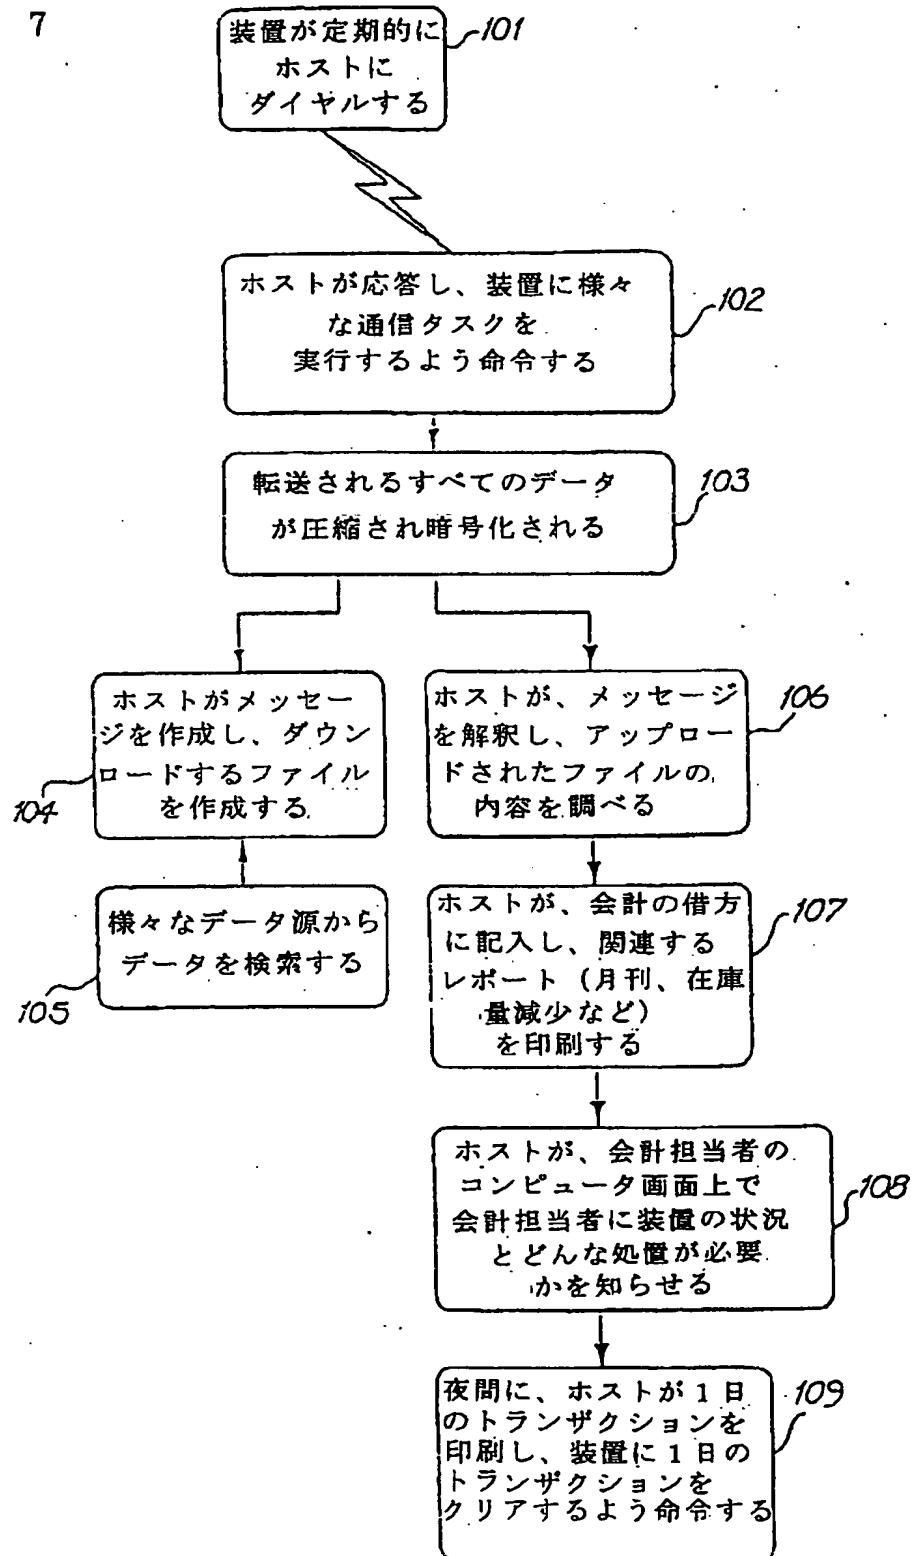 7
装置が定期的に
ホストに
ダイヤルする
101
ホストが応答し、装置に様々
な通信タスクを
実行するよう命令する
102
転送されるすべてのデータ
が圧縮され暗号化される
103
ホストがメッセー
ジを作成し、ダウン
ロードするファイル
を作成する
104
様々なデータ源から
データを検索する
105
ホストが、メッセージ
を解釈し、アップロー
ドされたファイルの
内容を調べる
106
ホストが、会計の借方
に記入し、関連する
レポート（月刊、在庫
量減少など）
を印刷する
107
ホストが、会計担当者の
コンピュータ画面上で
会計担当者に装置の状況
とどんな処置が必要
かを知らせる
108
夜間に、ホストが1日
のトランザクションを
印刷し、装置に1日の
トランザクションを
クリアするよう命令する
109